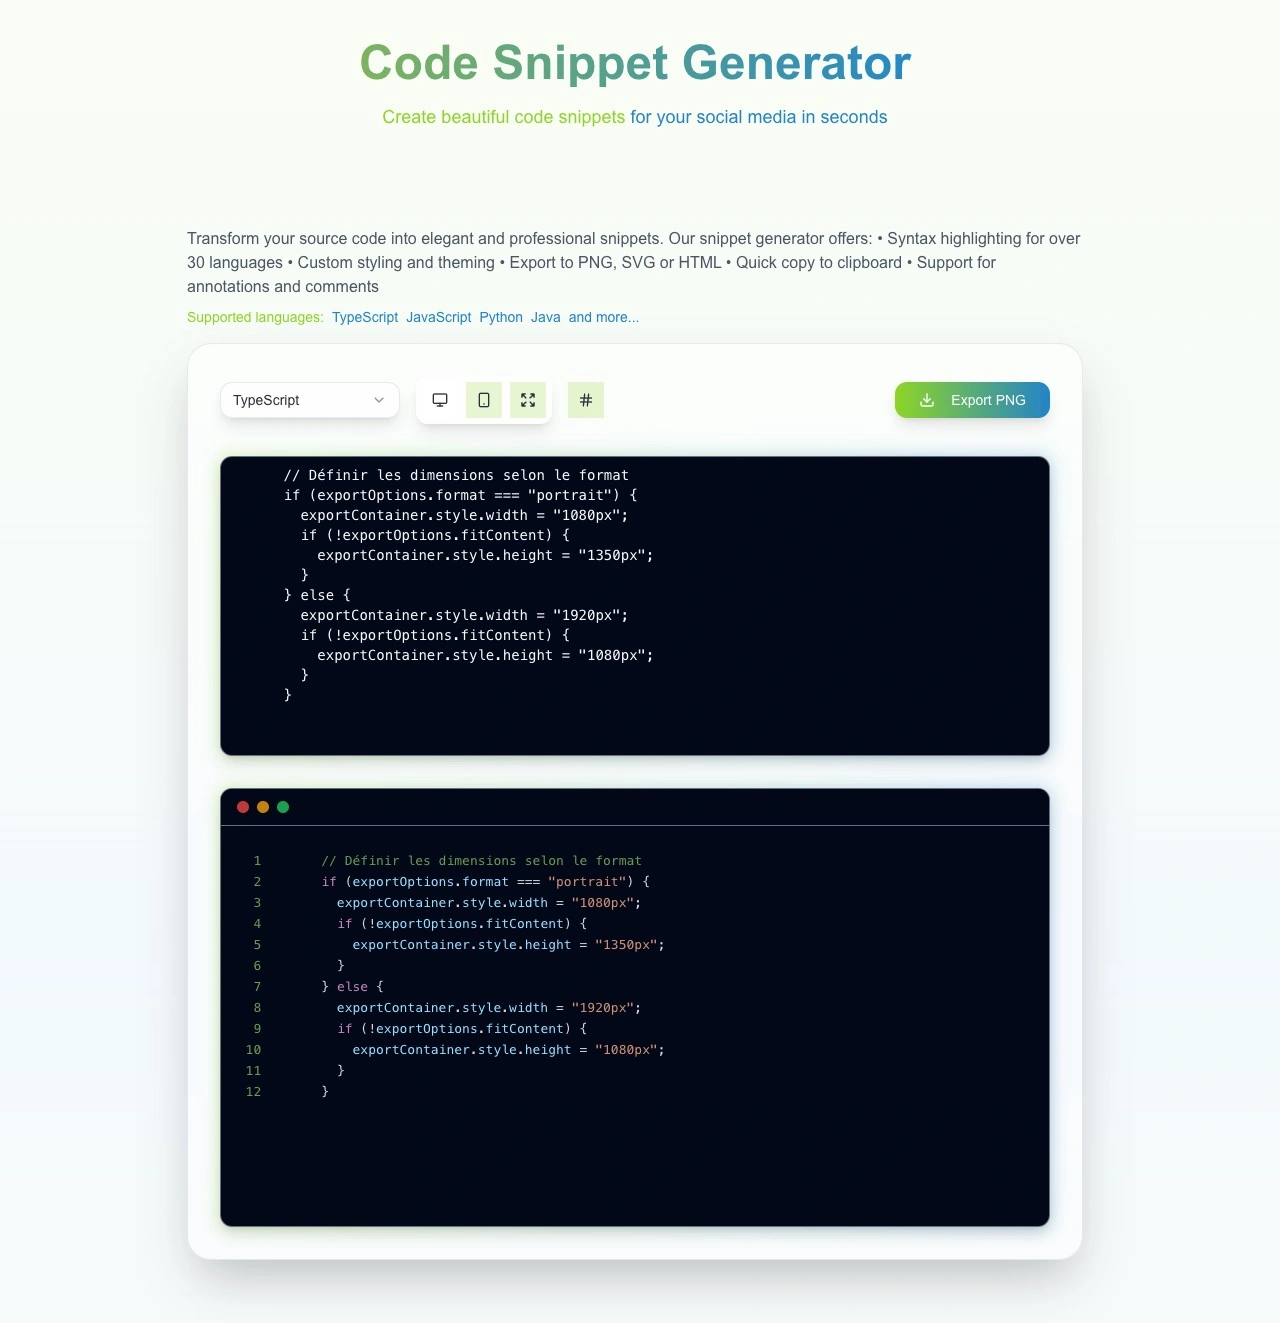 Code Snippet Generator
Create beautiful code snippets for your social media in seconds
Transform your source code into elegant and professional snippets. Our snippet generator offers: • Syntax highlighting for over
30 languages • Custom styling and theming • Export to PNG, SVG or HTML • Quick copy to clipboard • Support for
annotations and comments
Supported languages: TypeScript JavaScript Python Java and more...
TypeScript
Export PNG
// Définir les dimensions selon le format
if (exportOptions.format === "portrait") {
  exportContainer.style.width = "1080px";
  if (!exportOptions.fitContent) {
    exportContainer.style.height = "1350px";
  }
} else {
  exportContainer.style.width = "1920px";
  if (!exportOptions.fitContent) {
    exportContainer.style.height = "1080px";
  }
}
1 // Définir les dimensions selon le format
2 if (exportOptions.format === "portrait") {
3   exportContainer.style.width = "1080px";
4   if (!exportOptions.fitContent) {
5     exportContainer.style.height = "1350px";
6   }
7 } else {
8   exportContainer.style.width = "1920px";
9   if (!exportOptions.fitContent) {
10     exportContainer.style.height = "1080px";
11   }
12 }